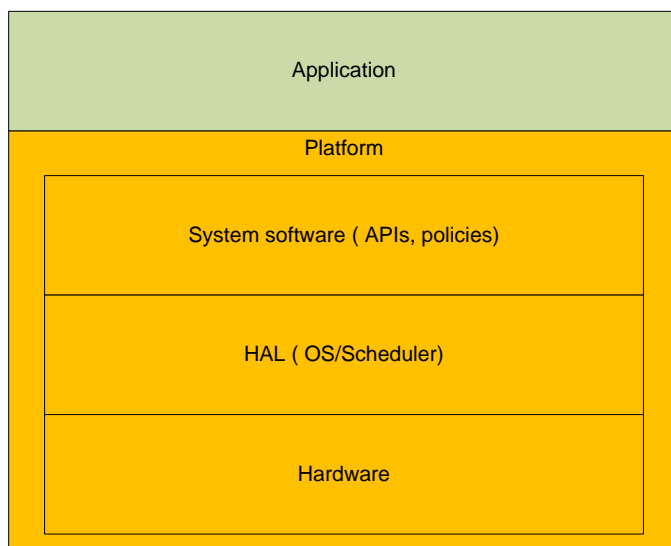 Application
Platform
System software ( APIs, policies)
HAL ( OS/Scheduler)
Hardware